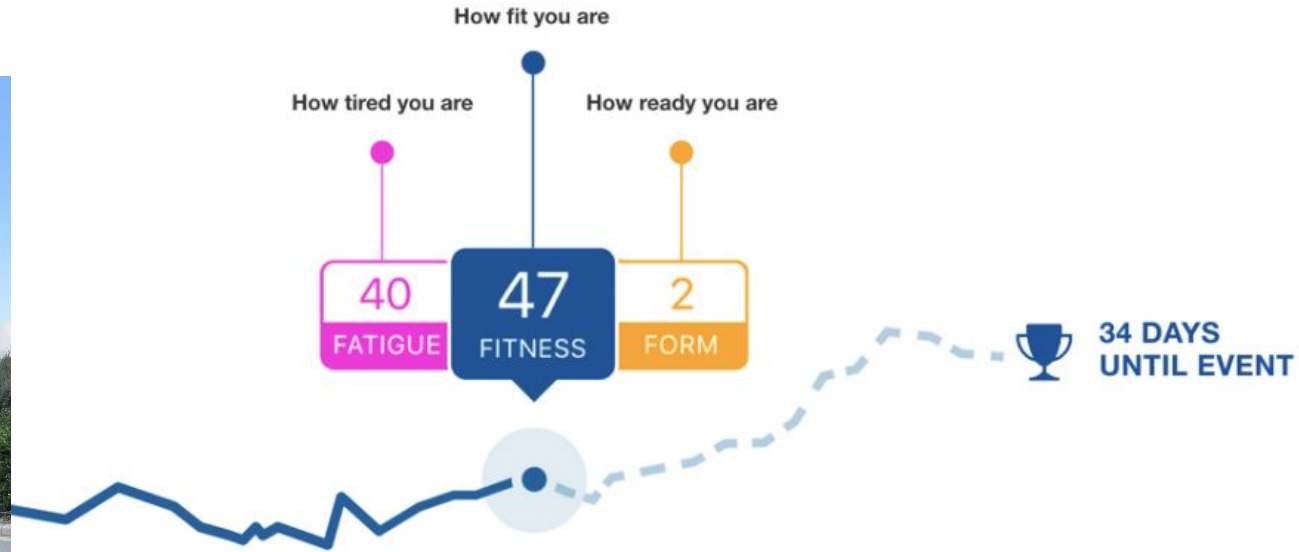 How fit you are
How tired you are
How ready you are
40
47
2
FATIGUE
FITNESS
FORM
34 DAYS
UNTIL EVENT